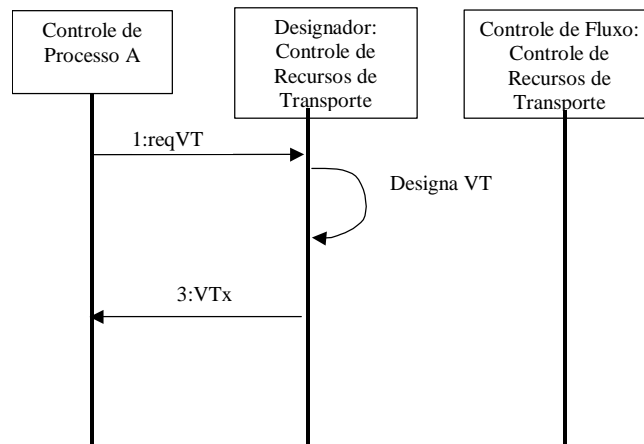 Controle de
Processo A
Designador:
Controle de
Recursos de
Transporte
Controle de Fluxo:
Controle de
Recursos de
Transporte
1:reqVT
Designa VT
3:VTx